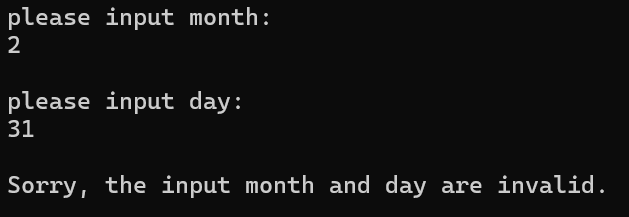 please input month:
2
please input day:
31
Sorry, the input month and day are invalid.